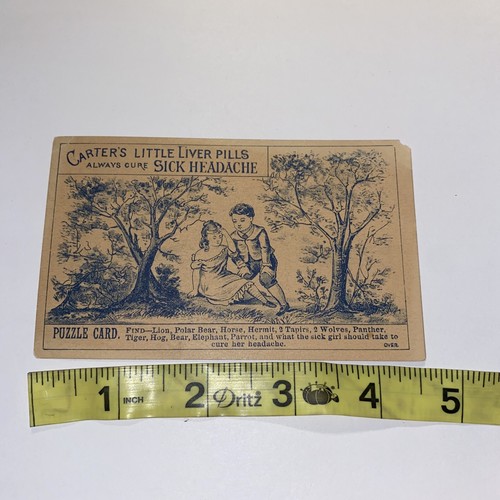 CARTER'S LITTLE LIVER PILLS
ALWAYS CURE SICK HEADACHE
PUZZLE CARD. FIND—Lion, Polar Bear, Horse, Hermit, 2 Tapirs, 2 Wolves, Panther,
Tiger, Hog, Bear, Elephant, Parrot, and what the sick girl should take to
cure her headache.
OVER.
1 INCH 2 Dritz 3 4 5